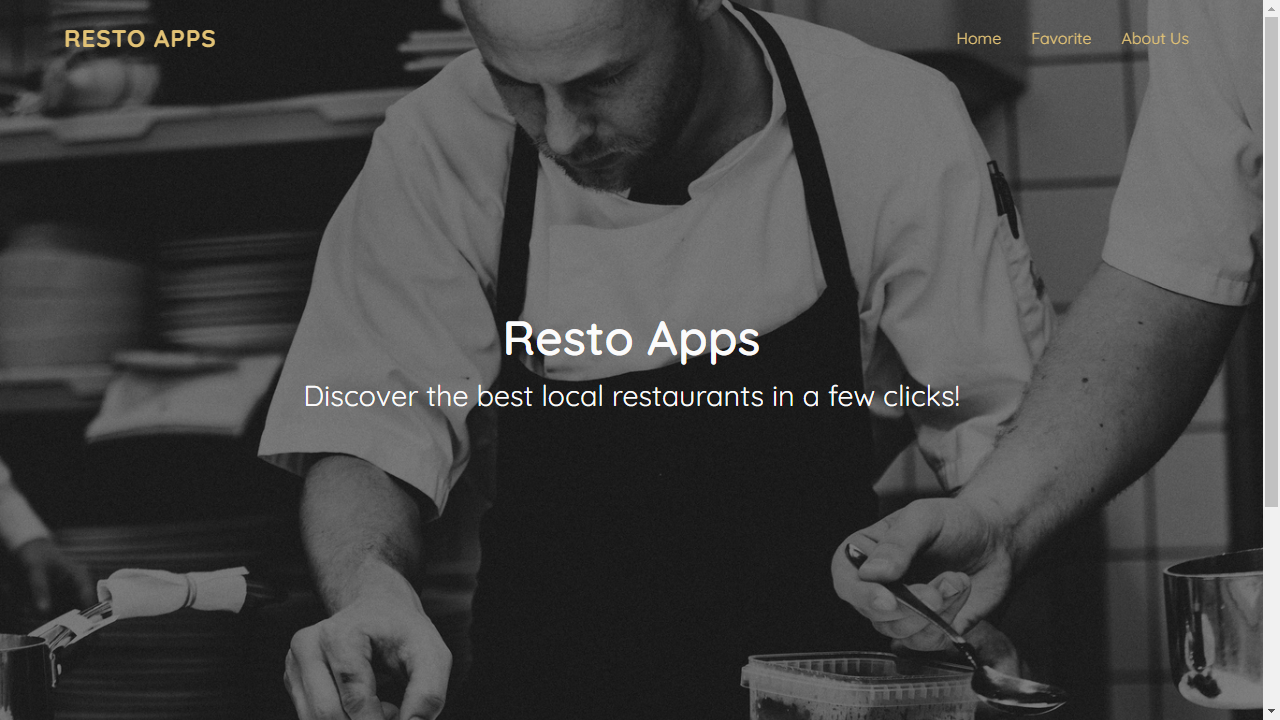 RESTO APPS
Home Favorite About Us
Resto Apps
Discover the best local restaurants in a few clicks!